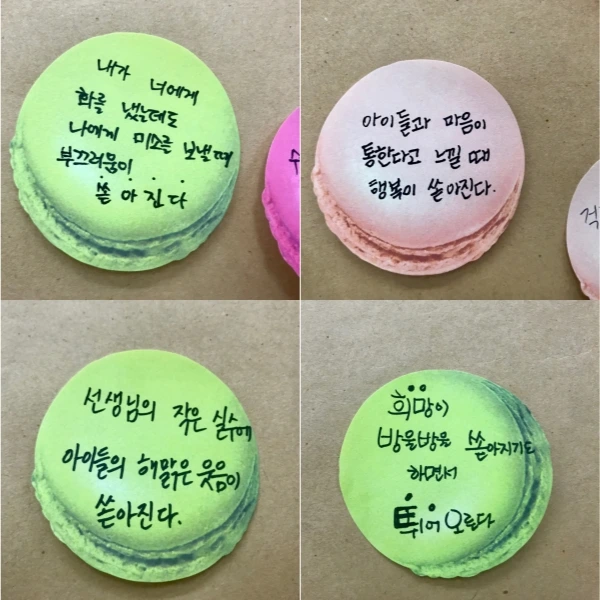 내가 너에게
화를 냈는데도
나에게 미소를 보낼 때
부끄러움이
쏟아진다
아이들과 마음이
통한다고 느낄 때
행복이 쏟아진다.
선생님의 작은 실수에
아이들의 해맑은 웃음이
쏟아진다.
희망이
방울방울 쏟아지기도
하면서
튀어 오른다